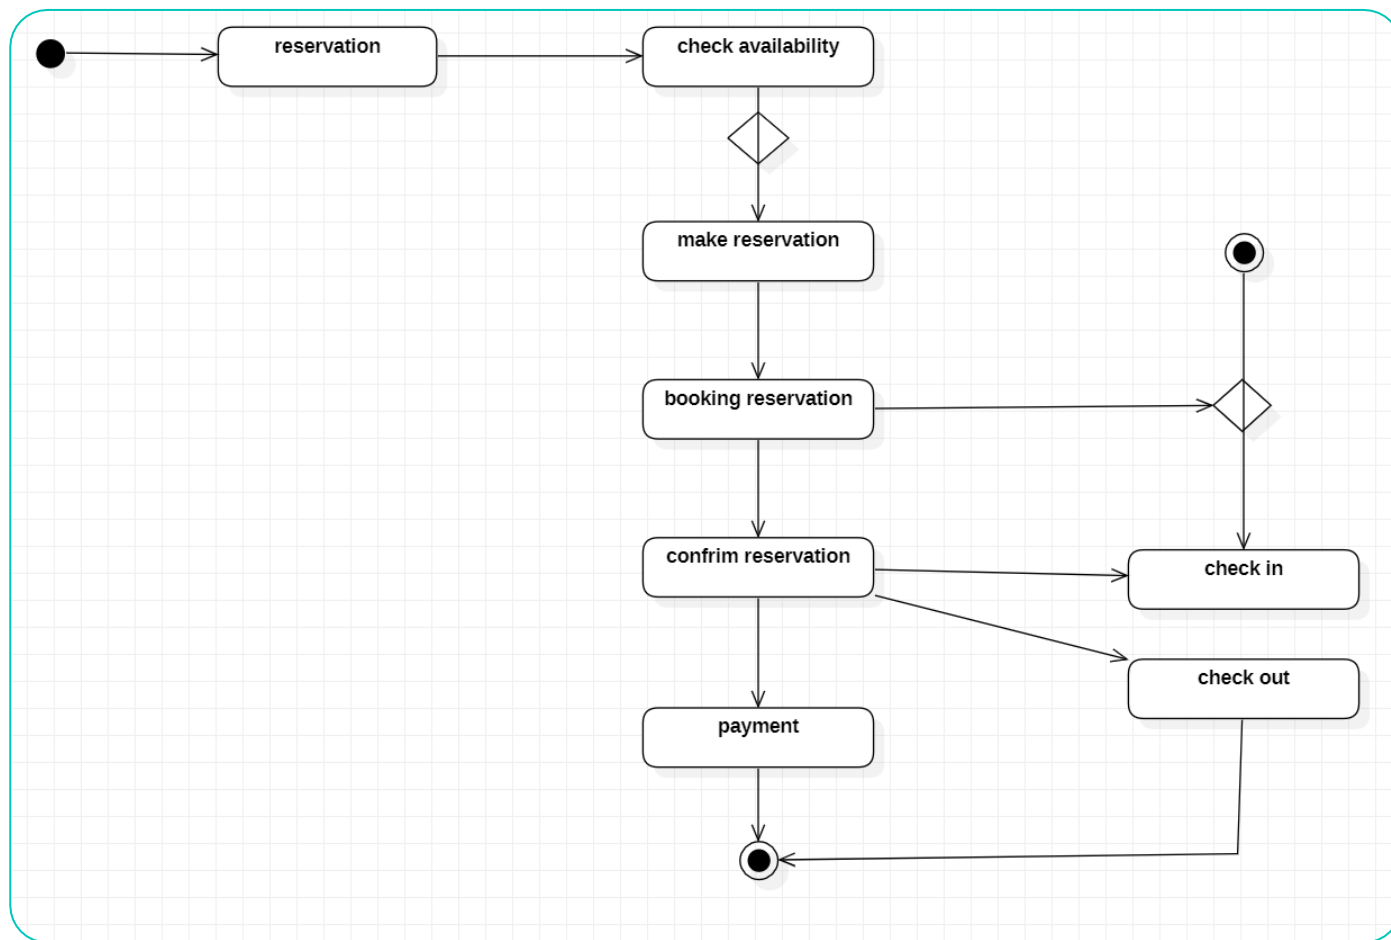 reservation
check availability
make reservation
booking reservation
confrim reservation
check in
check out
payment